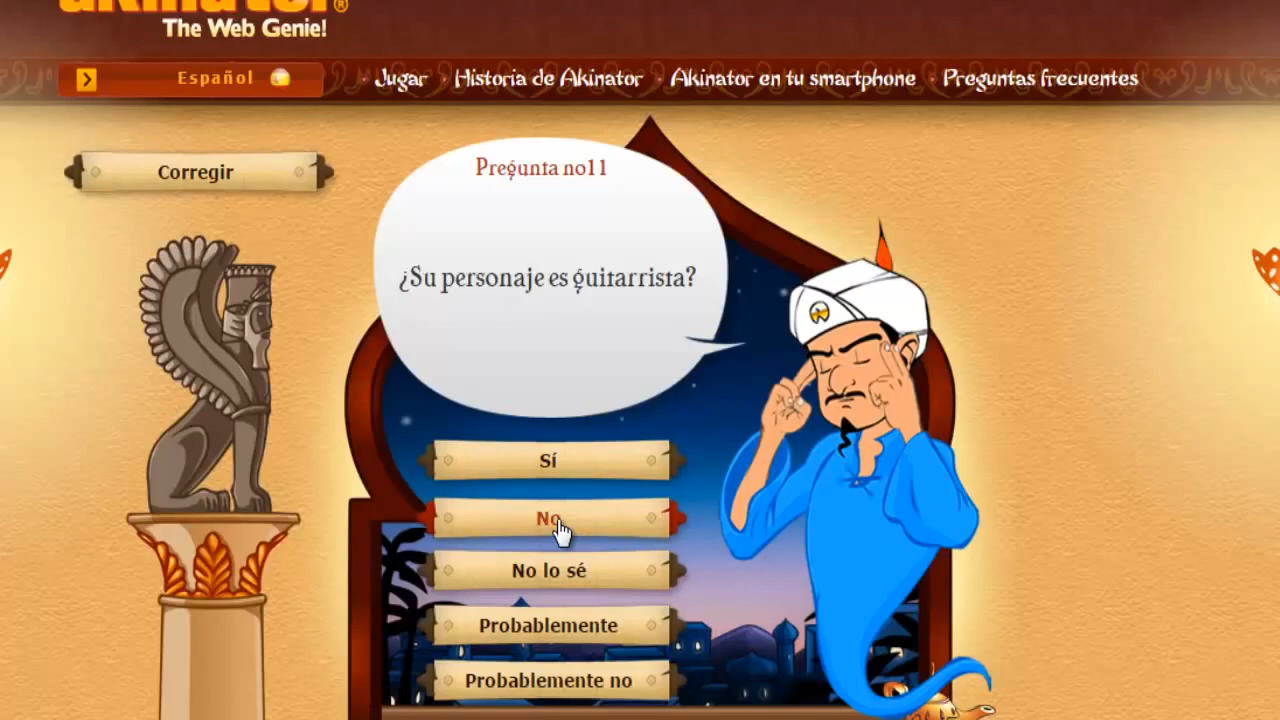 akinator®
The Web Genie!
Español
Jugar · Historia de Akinator · Akinator en tu smartphone · Preguntas frecuentes
Corregir
Pregunta no11
¿Su personaje es guitarrista?
Sí
No
No lo sé
Probablemente
Probablemente no